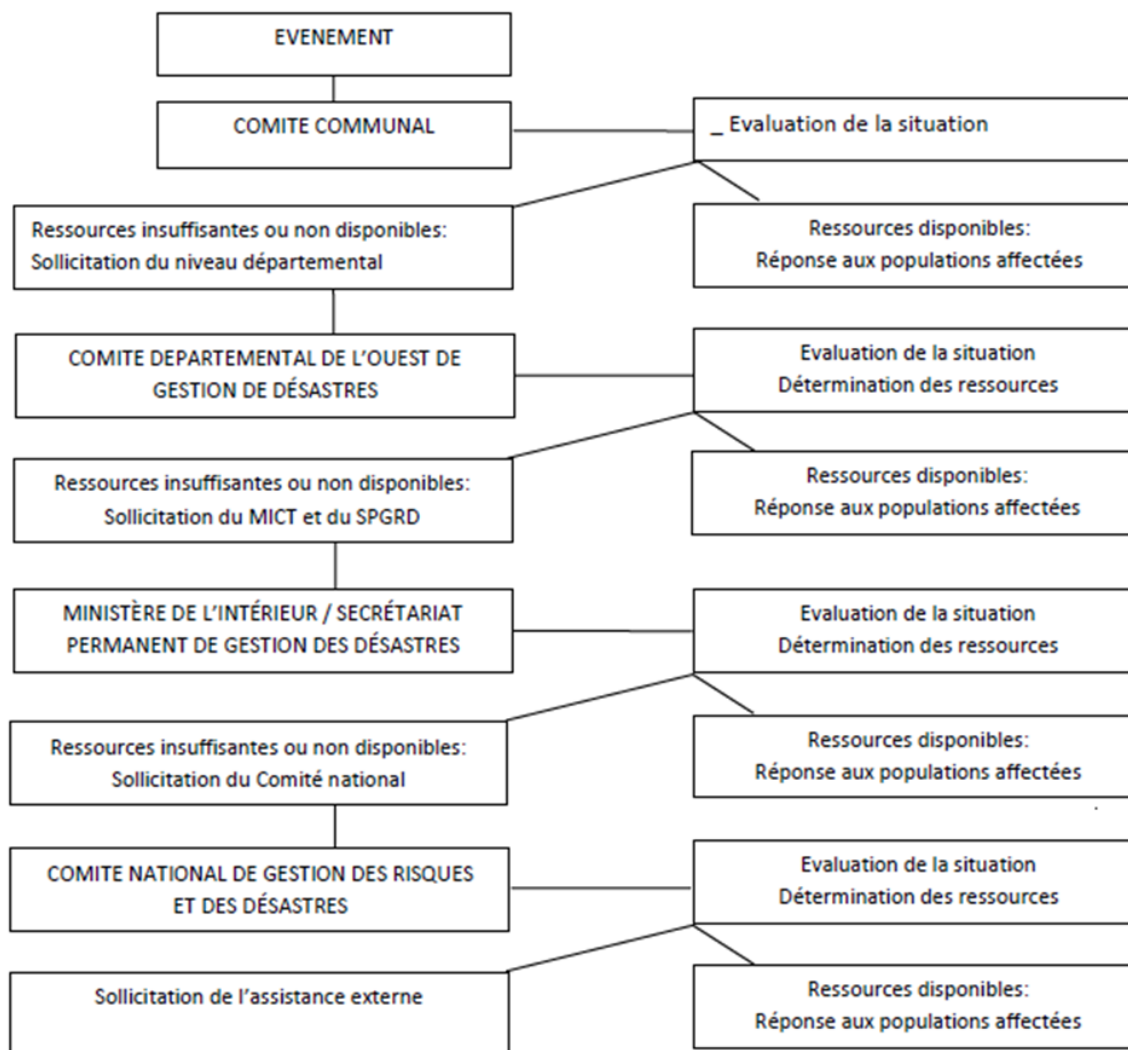 EVENEMENT
COMITE COMMUNAL
_ Evaluation de la situation
Ressources insuffisantes ou non disponibles:
Sollicitation du niveau départemental
Ressources disponibles:
Réponse aux populations affectées
COMITE DEPARTEMENTAL DE L’OUEST DE
GESTION DE DÉSASTRES
Evaluation de la situation
Détermination des ressources
Ressources insuffisantes ou non disponibles:
Sollicitation du MICT et du SPGRD
Ressources disponibles:
Réponse aux populations affectées
MINISTÈRE DE L’INTÉRIEUR / SECRÉTARIAT
PERMANENT DE GESTION DES DÉSASTRES
Evaluation de la situation
Détermination des ressources
Ressources insuffisantes ou non disponibles:
Sollicitation du Comité national
Ressources disponibles:
Réponse aux populations affectées
COMITE NATIONAL DE GESTION DES RISQUES
ET DES DÉSASTRES
Evaluation de la situation
Détermination des ressources
Sollicitation de l’assistance externe
Ressources disponibles:
Réponse aux populations affectées